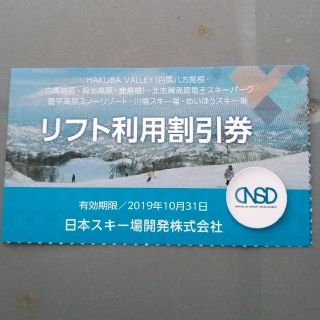 HAKUBA VALLEY(白馬八方尾根・
白馬岩岳・栂池高原・鹿島槍)・北志賀高原竜王スキーパーク
菅平高原スノーリゾート・川場スキー場・めいほうスキー場
リフト利用割引券
有効期限/2019年10月31日
NSD
日本スキー場開発株式会社